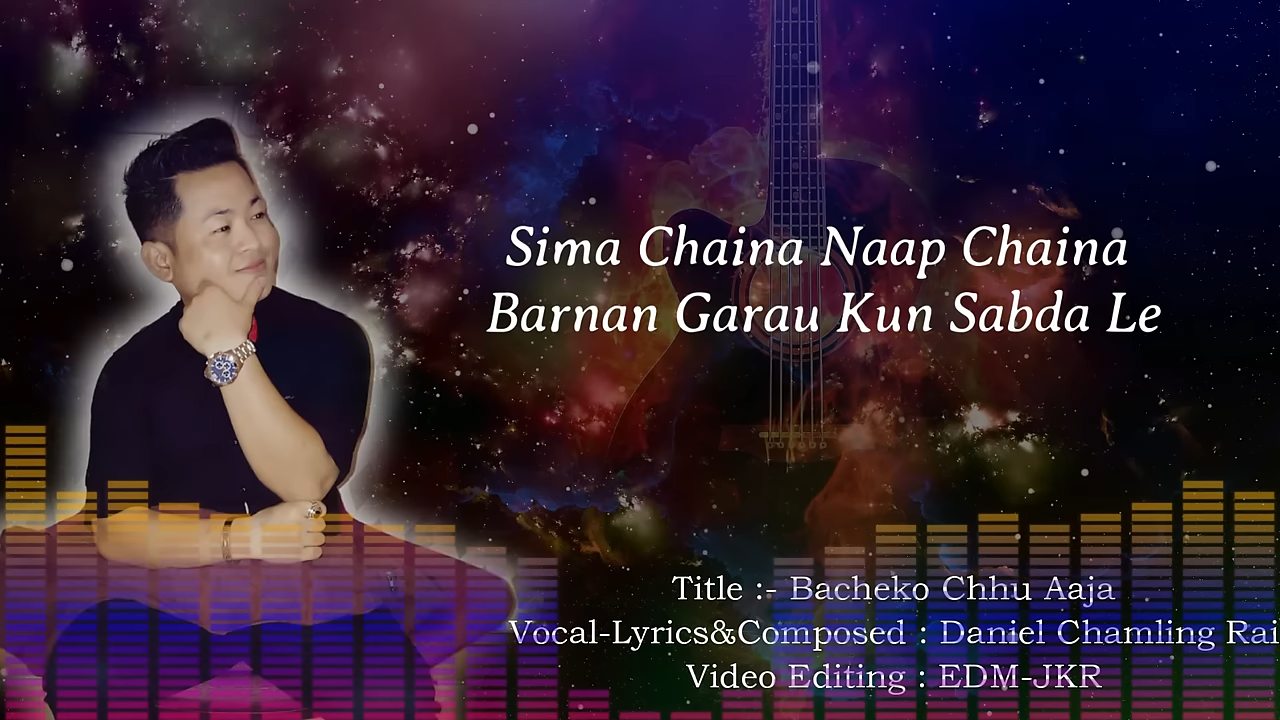 Sima Chaina Naap Chaina
Barnan Garau Kun Sabda Le
Title :- Bacheko Chhu Aaja
Vocal-Lyrics&Composed : Daniel Chamling Rai
Video Editing : EDM-JKR